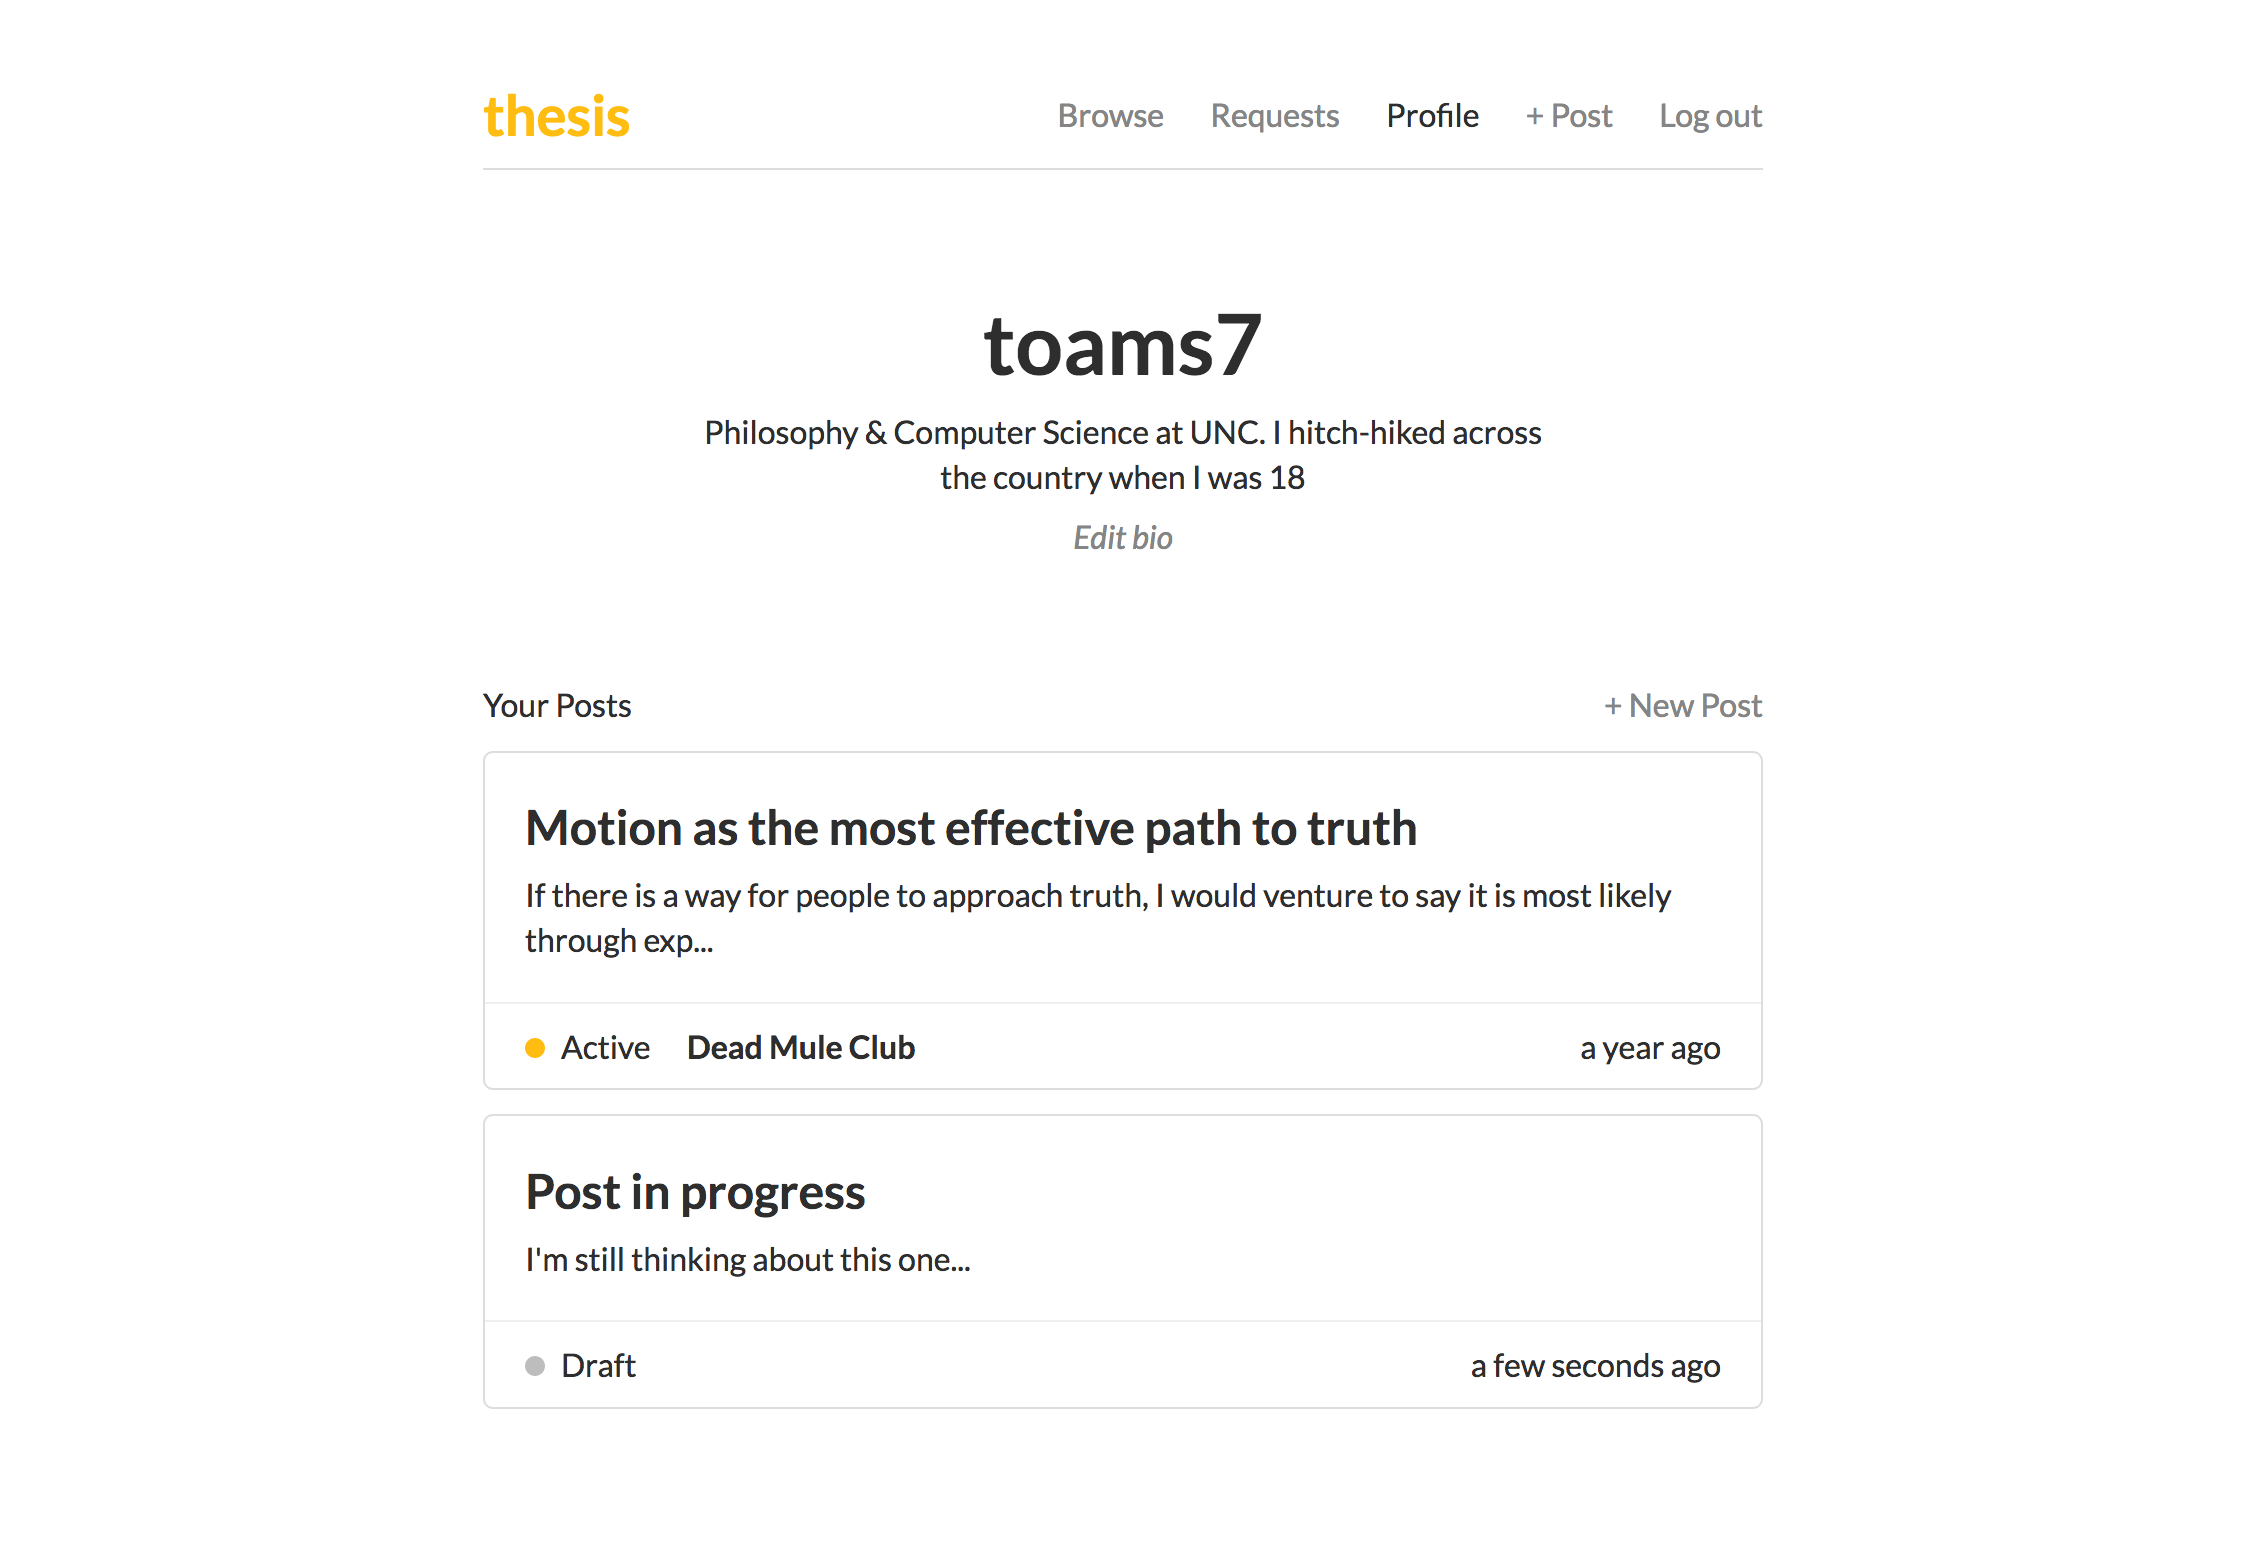 thesis
Browse Requests Profile + Post Log out
toams7
Philosophy & Computer Science at UNC. I hitch-hiked across
the country when I was 18
Edit bio
Your Posts + New Post
Motion as the most effective path to truth
If there is a way for people to approach truth, I would venture to say it is most likely
through exp...
Active Dead Mule Club a year ago
Post in progress
I'm still thinking about this one...
Draft a few seconds ago